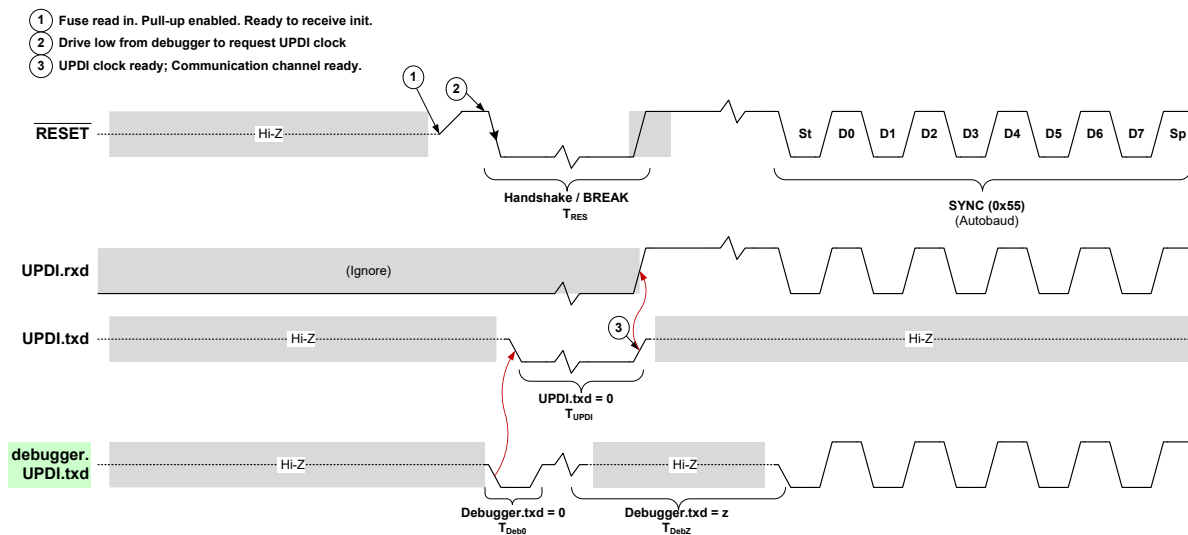 1 Fuse read in. Pull-up enabled. Ready to receive init.
2 Drive low from debugger to request UPDI clock
3 UPDI clock ready; Communication channel ready.
1
2
RESET
Hi-Z
St D0 D1 D2 D3 D4 D5 D6 D7 Sp
Handshake / BREAK
TRES
SYNC (0x55)
(Autobaud)
UPDI.rxd
(Ignore)
UPDI.txd
Hi-Z
3
Hi-Z
UPDI.txd = 0
TUPDI
debugger.
UPDI.txd
Hi-Z
Hi-Z
Debugger.txd = 0
TDeb0
Debugger.txd = z
TDebZ